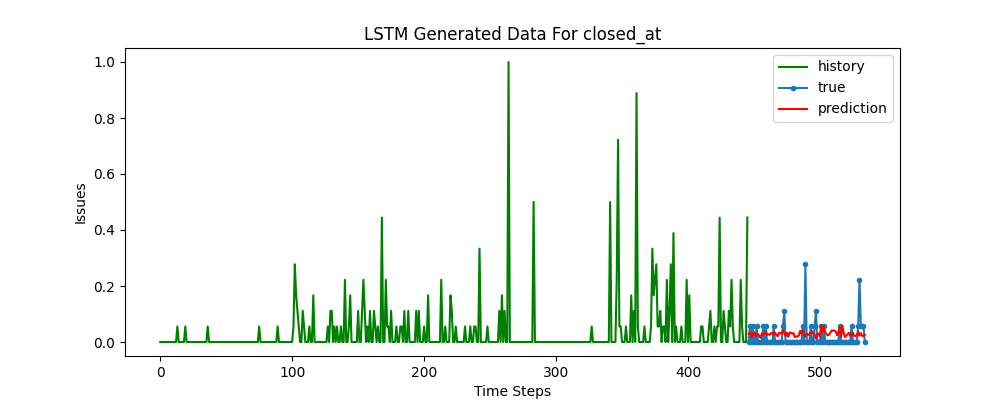 LSTM Generated Data For closed_at
Issues
1.0
0.8
0.6
0.4
0.2
0.0
history
true
prediction
0 100 200 300 400 500
Time Steps